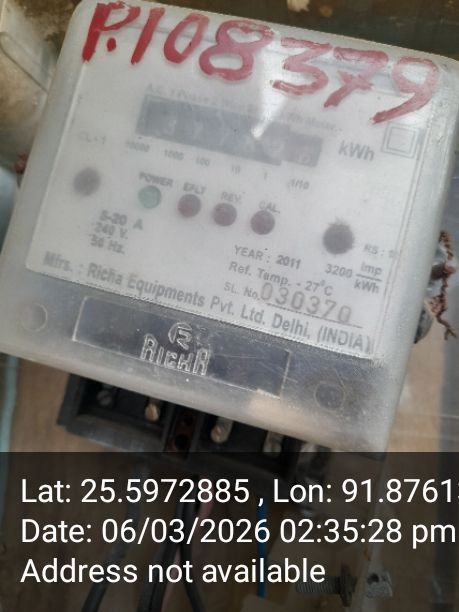 P.108379
kWh
CL-1
10000 1000 100 10 1 1/10
POWER EFLT REV. CAL.
5-20 A
240 V.
50 Hz.
3200 Imp
kWh
YEAR : 2011
Ref. Temp. - 27°C
SL. No. 030370
Mfrs. : Richa Equipments Pvt. Ltd. Delhi, (INDIA)
RICHA
Lat: 25.5972885 , Lon: 91.8761
Date: 06/03/2026 02:35:28 pm
Address not available